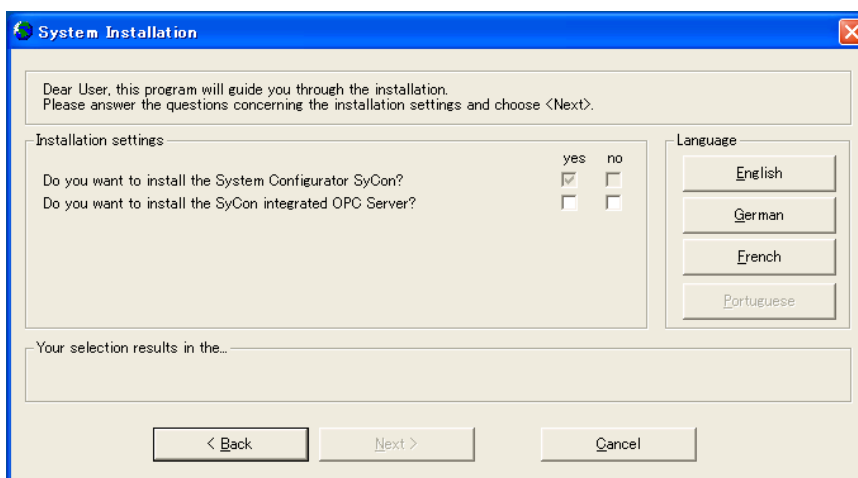 System Installation
Dear User, this program will guide you through the installation.
Please answer the questions concerning the installation settings and choose <Next>.
Installation settings
yes no
Do you want to install the System Configurator SyCon?
Do you want to install the SyCon integrated OPC Server?
Language
English
German
French
Portuguese
Your selection results in the...
< Back
Next >
Cancel